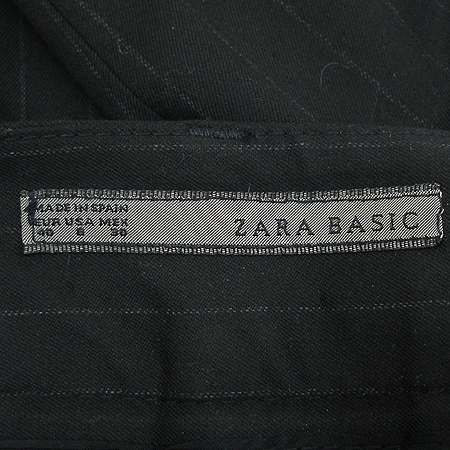 MADE IN SPAIN
EUR USA MEX
40 8 30
ZARA BASIC